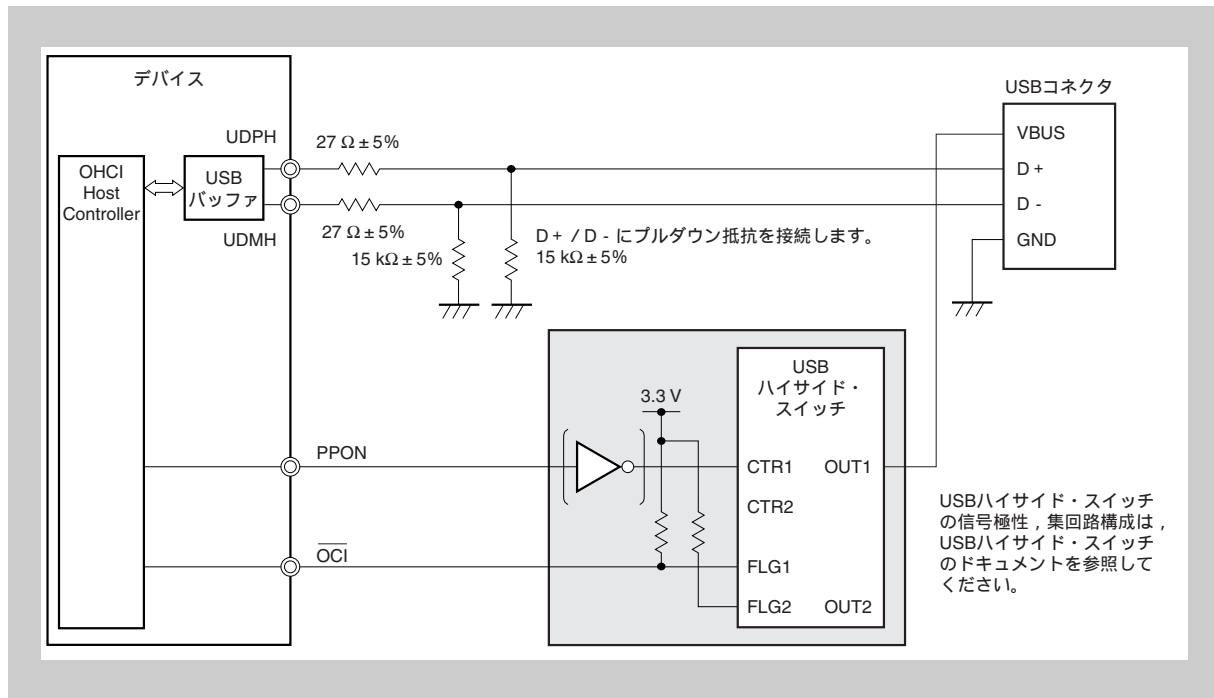 デバイス
USBコネクタ
UDPH
27 Ω±5%
VBUS
OHCI
Host
Controller
USB
バッファ
D +
D -
UDMH
27 Ω±5%
D+ / D - にプルダウン抵抗を接続します。
15 kΩ±5%
15 kΩ±5%
GND
USB
ハイサイド・
スイッチ
3.3 V
PPON
CTR1
OUT1
CTR2
USBハイサイド・スイッチ
の信号極性，集回路構成は，
USBハイサイド・スイッチ
のドキュメントを参照して
ください。
OCI
FLG1
FLG2
OUT2